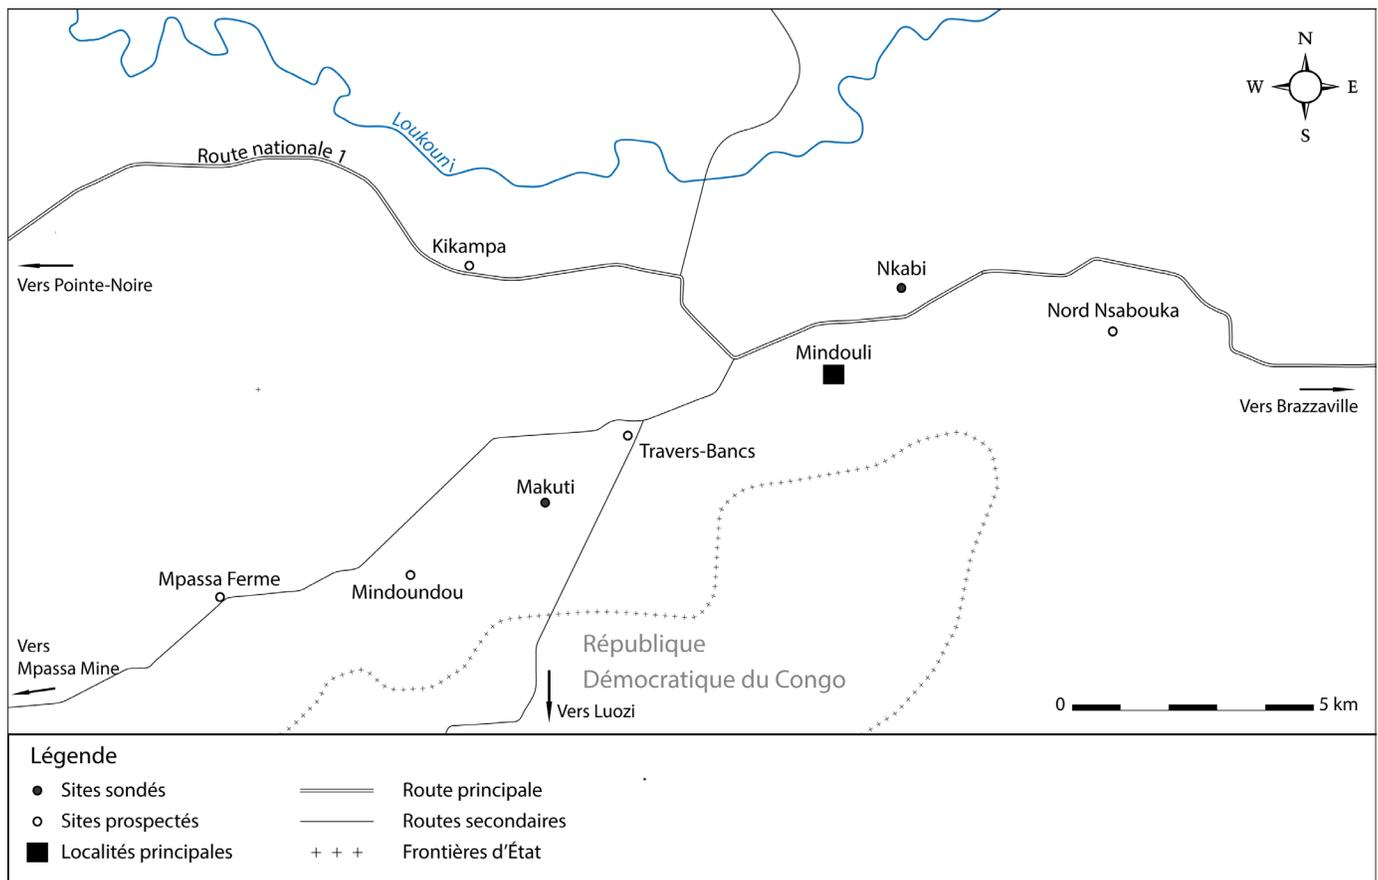 N
W E
S
Loukouni
Route nationale 1
Kikampa
Vers Pointe-Noire
Nkabi
Nord Nsabouka
Mindouli
Vers Brazzaville
Travers-Bancs
Makuti
Mpassa Ferme
Mindoundou
Vers
Mpassa Mine
République
Démocratique du Congo
Vers Luozi
0 5 km
Légende
Sites sondés
Route principale
Sites prospectés
Routes secondaires
Localités principales
Frontières d’État